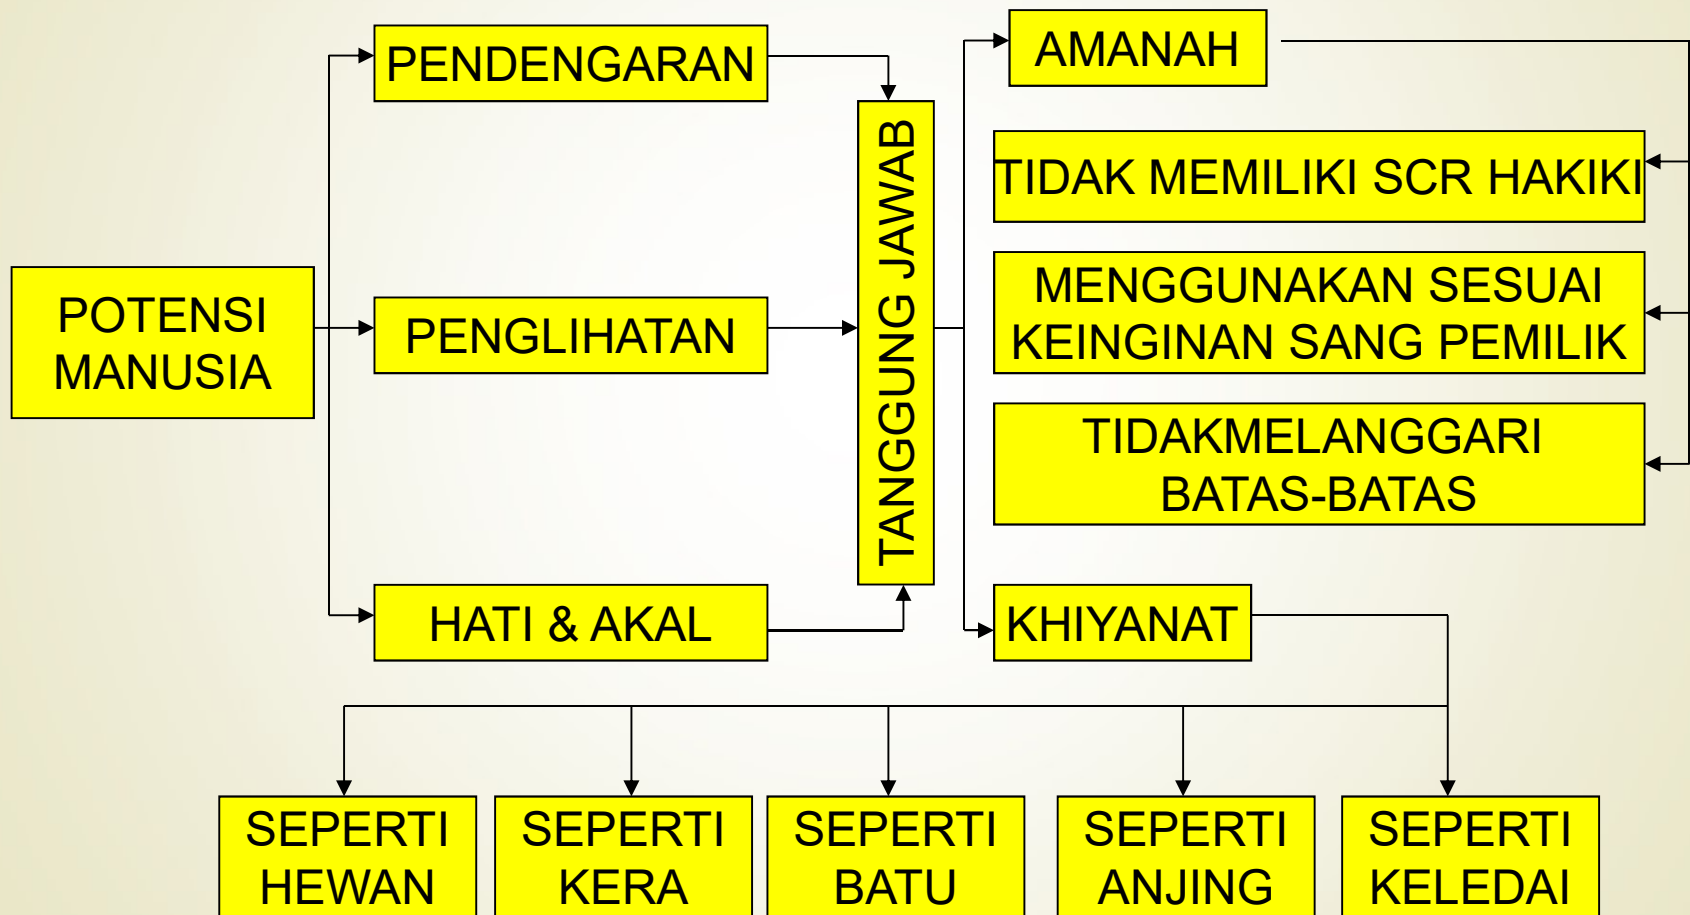 POTENSI
MANUSIA
PENDENGARAN
PENGLIHATAN
HATI & AKAL
TANGGUNG JAWAB
AMANAH
TIDAK MEMILIKI SCR HAKIKI
MENGGUNAKAN SESUAI
KEINGINAN SANG PEMILIK
TIDAKMELANGGARI
BATAS-BATAS
KHIYANAT
SEPERTI
HEWAN
SEPERTI
KERA
SEPERTI
BATU
SEPERTI
ANJING
SEPERTI
KELEDAI